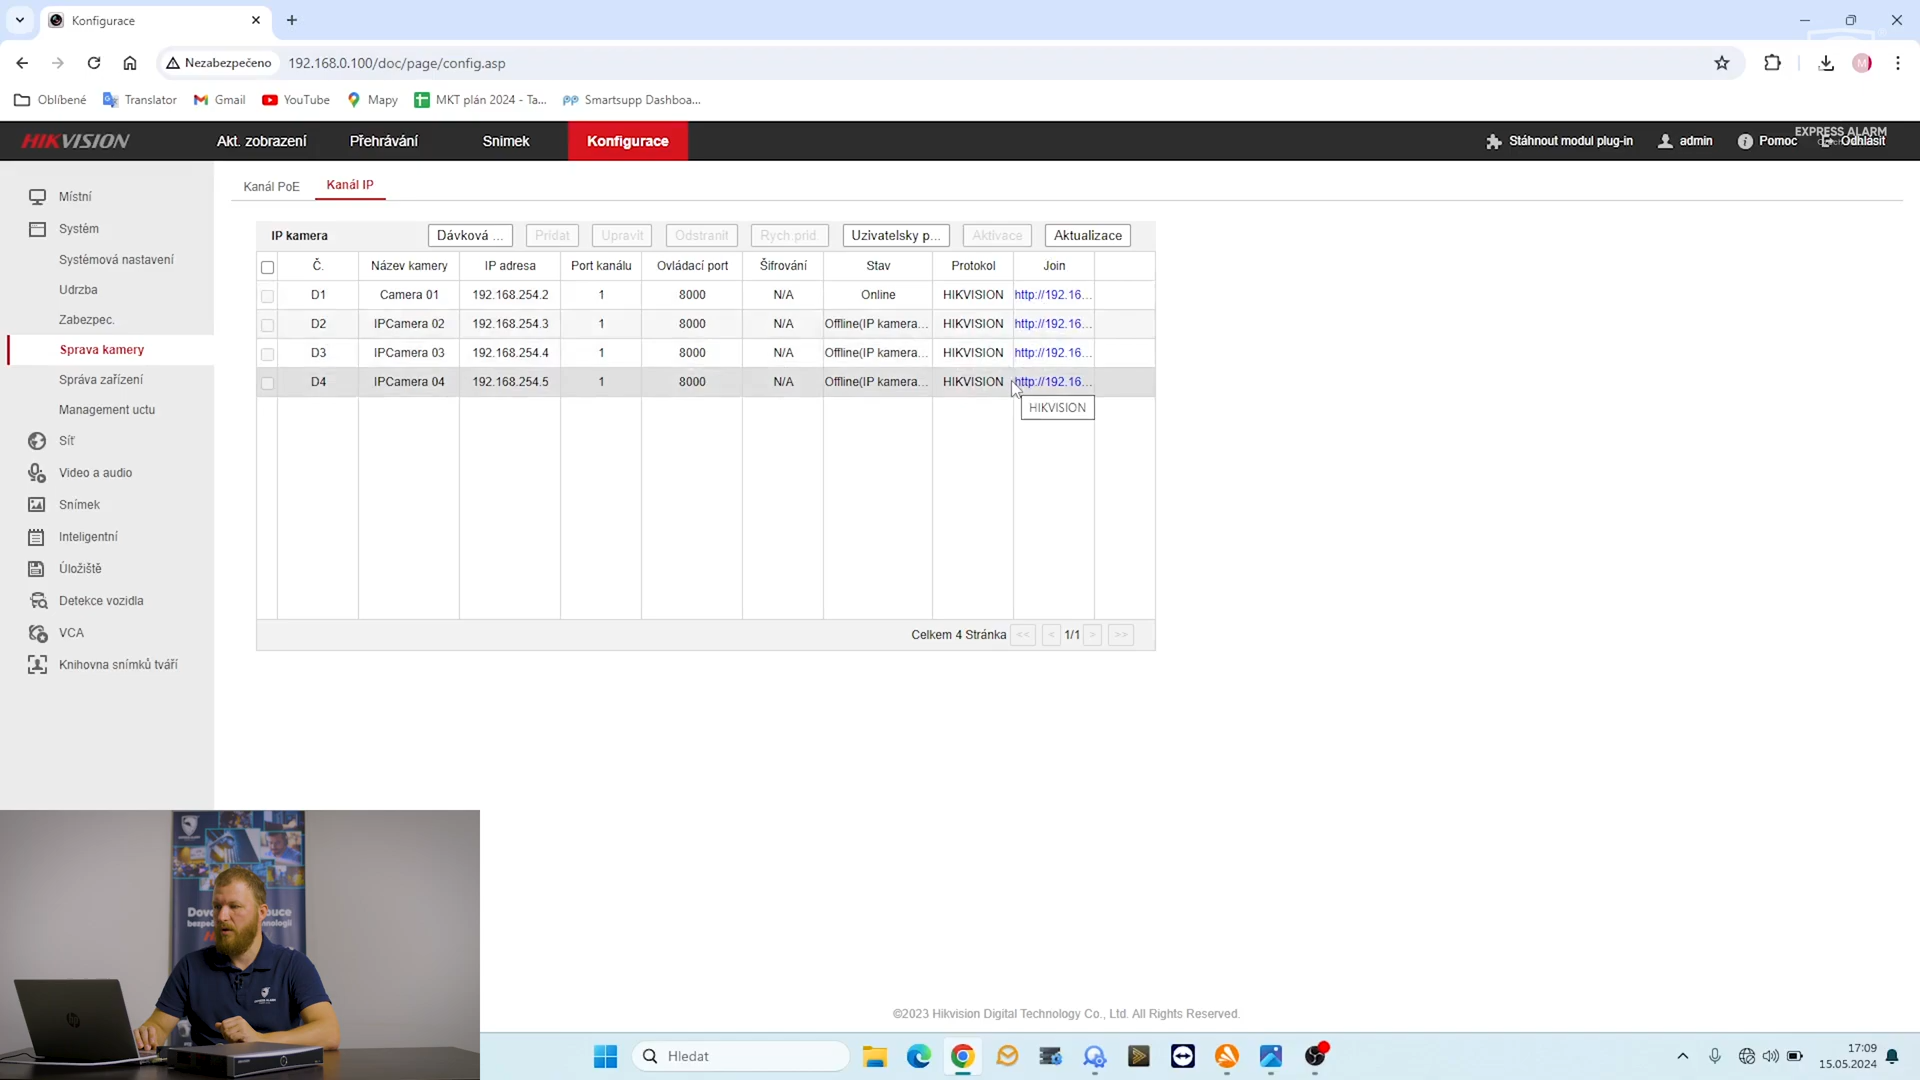 Konfigurace
Nezabezpečeno 192.168.0.100/doc/page/config.asp
Oblíbené Translator Gmail YouTube Mapy MKT plán 2024 - Ta... Smartsupp Dashboa...
HIKVISION Akt. zobrazení Přehrávání Snimek Konfigurace Stáhnout modul plug-in admin Pomoc Odhlásit
EXPRESS ALARM
Místní
Systém
Systémová nastavení
Udrzba
Zabezpec.
Sprava kamery
Správa zařízení
Management uctu
Síť
Video a audio
Snímek
Inteligentní
Úložiště
Detekce vozidla
VCA
Knihovna snímků tváří
Kanál PoE Kanál IP
IP kamera Dávková ... Pridat Upravit Odstranit Rych.prid. Uzivatelsky p... Aktivace Aktualizace
Č. Název kamery IP adresa Port kanálu Ovládací port Šifrování Stav Protokol Join
D1 Camera 01 192.168.254.2 1 8000 N/A Online HIKVISION http://192.16...
D2 IPCamera 02 192.168.254.3 1 8000 N/A Offline(IP kamera... HIKVISION http://192.16...
D3 IPCamera 03 192.168.254.4 1 8000 N/A Offline(IP kamera... HIKVISION http://192.16...
D4 IPCamera 04 192.168.254.5 1 8000 N/A Offline(IP kamera... HIKVISION http://192.16...
HIKVISION
Celkem 4 Stránka << < 1/1 > >>
©2023 Hikvision Digital Technology Co., Ltd. All Rights Reserved.
Hledat
17:09
15.05.2024